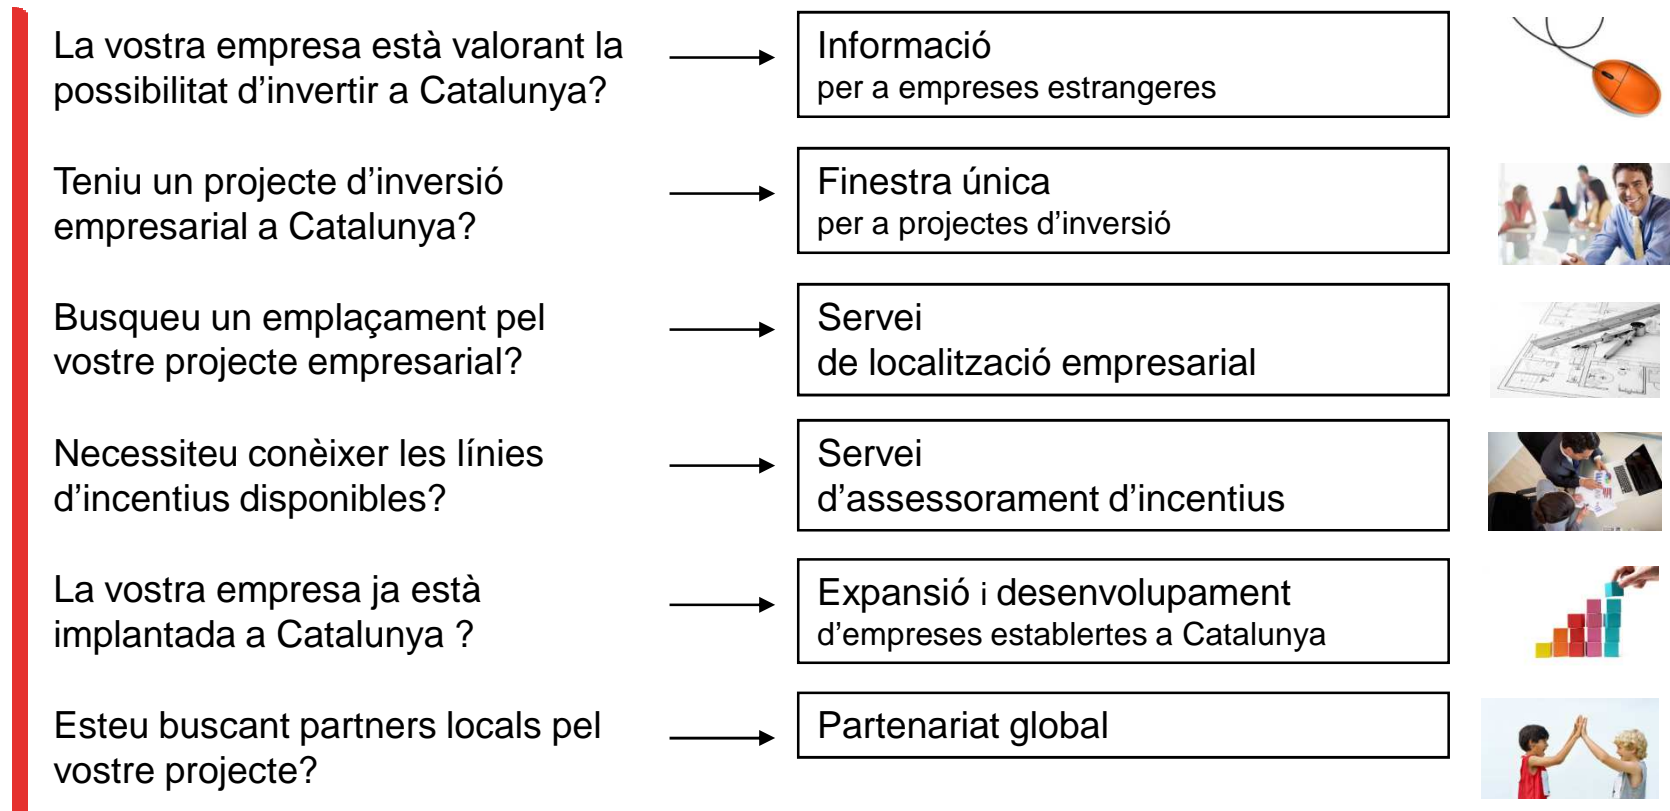 La vostra empresa està valorant la
possibilitat d’invertir a Catalunya?
Informació
per a empreses estrangeres
Teniu un projecte d’inversió
empresarial a Catalunya?
Finestra única
per a projectes d’inversió
Busqueu un emplaçament pel
vostre projecte empresarial?
Servei
de localització empresarial
Necessiteu conèixer les línies
d’incentius disponibles?
Servei
d’assessorament d’incentius
La vostra empresa ja està
implantada a Catalunya ?
Expansió i desenvolupament
d’empreses establertes a Catalunya
Esteu buscant partners locals pel
vostre projecte?
Partenariat global